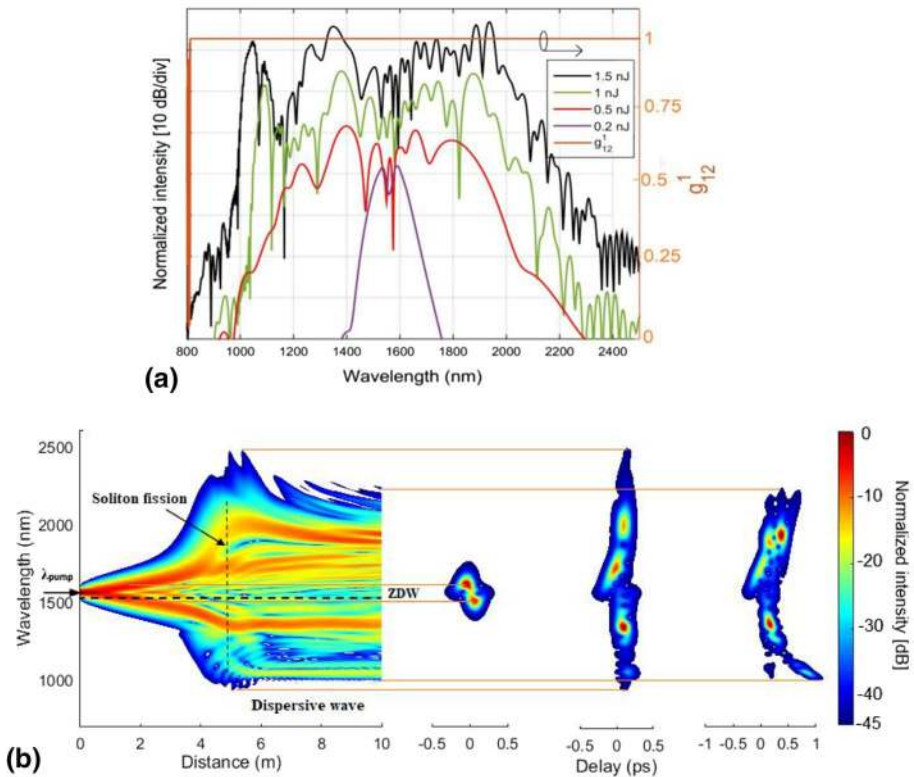 Normalized intensity [10 dB/div]
1
0.75
0.5
0.25
0
g¹₁₂
1.5 nJ
1 nJ
0.5 nJ
0.2 nJ
g¹₁₂
800 1000 1200 1400 1600 1800 2000 2200 2400
Wavelength (nm)
(a)
Wavelength (nm)
2500
2000
1500
1000
λpump
Soliton fission
ZDW
Dispersive wave
0 2 4 6 8 10
Distance (m)
-0.5 0 0.5
-0.5 0 0.5
-1 -0.5 0 0.5 1
Delay (ps)
0
-10
-20
-30
-40
-45
Normalized intensity [dB]
(b)